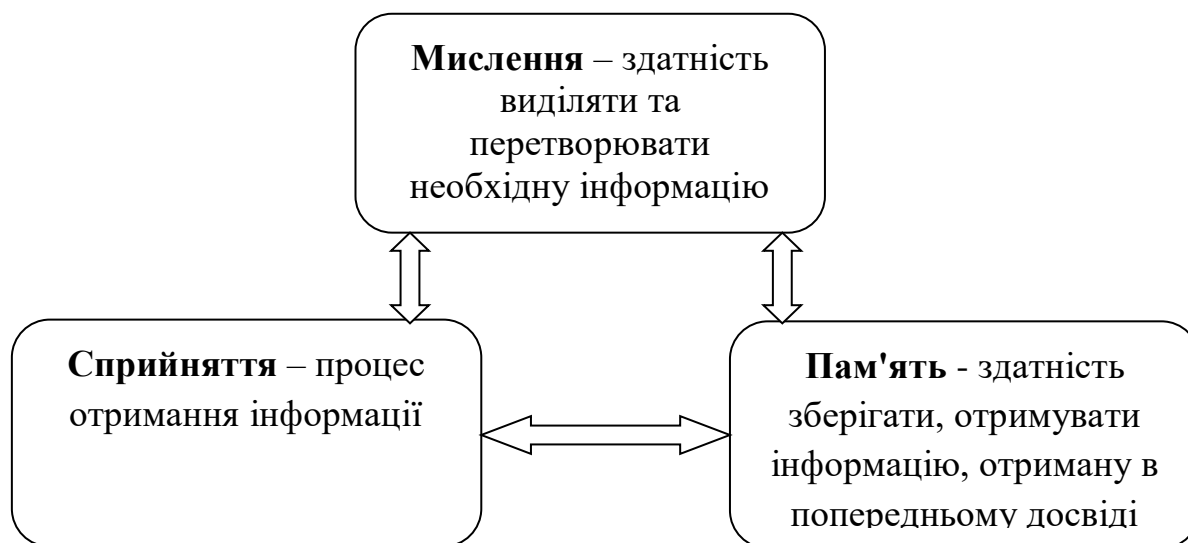 Мислення – здатність
виділяти та
перетворювати
необхідну інформацію
Сприйняття – процес
отримання інформації
Пам'ять - здатність
зберігати, отримувати
інформацію, отриману в
попередньому досвіді